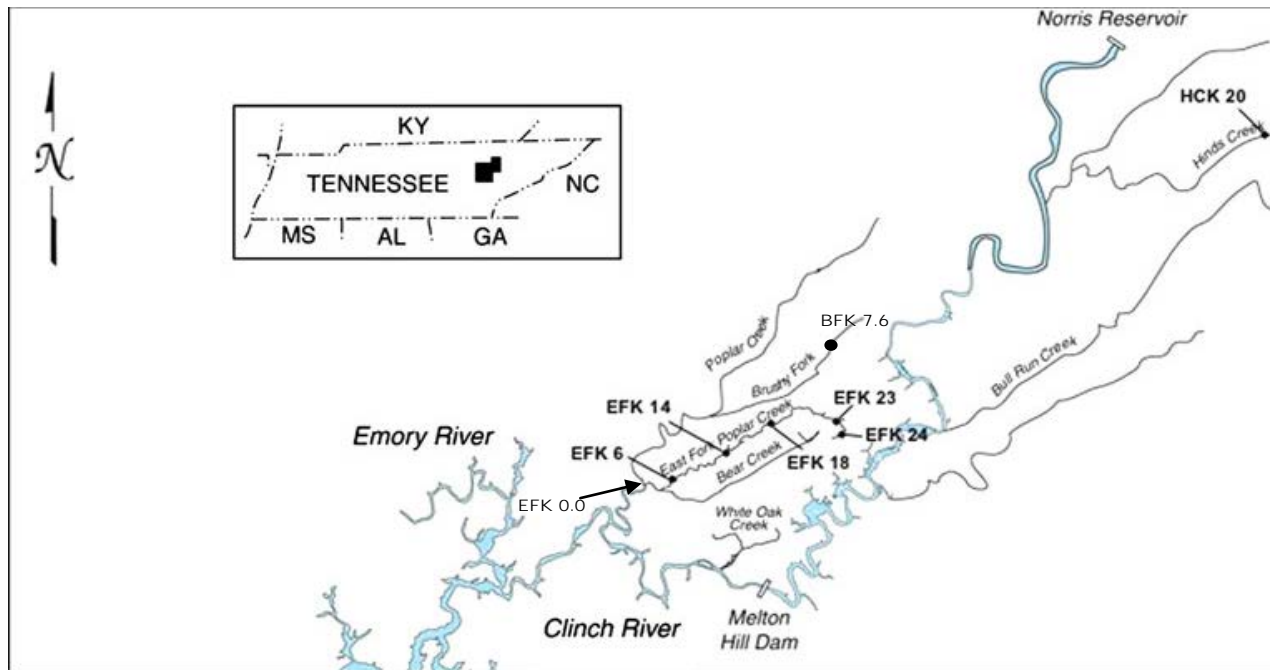 Norris Reservoir
HCK 20
Hinds Creek
N
KY
TENNESSEE
NC
MS
AL
GA
BFK 7.6
Poplar Creek
Brushy Fork
Bull Run Creek
EFK 14
EFK 23
Emory River
East Fork Poplar Creek
EFK 24
EFK 6
Bear Creek
EFK 18
EFK 0.0
White Oak
Creek
Clinch River
Melton
Hill Dam